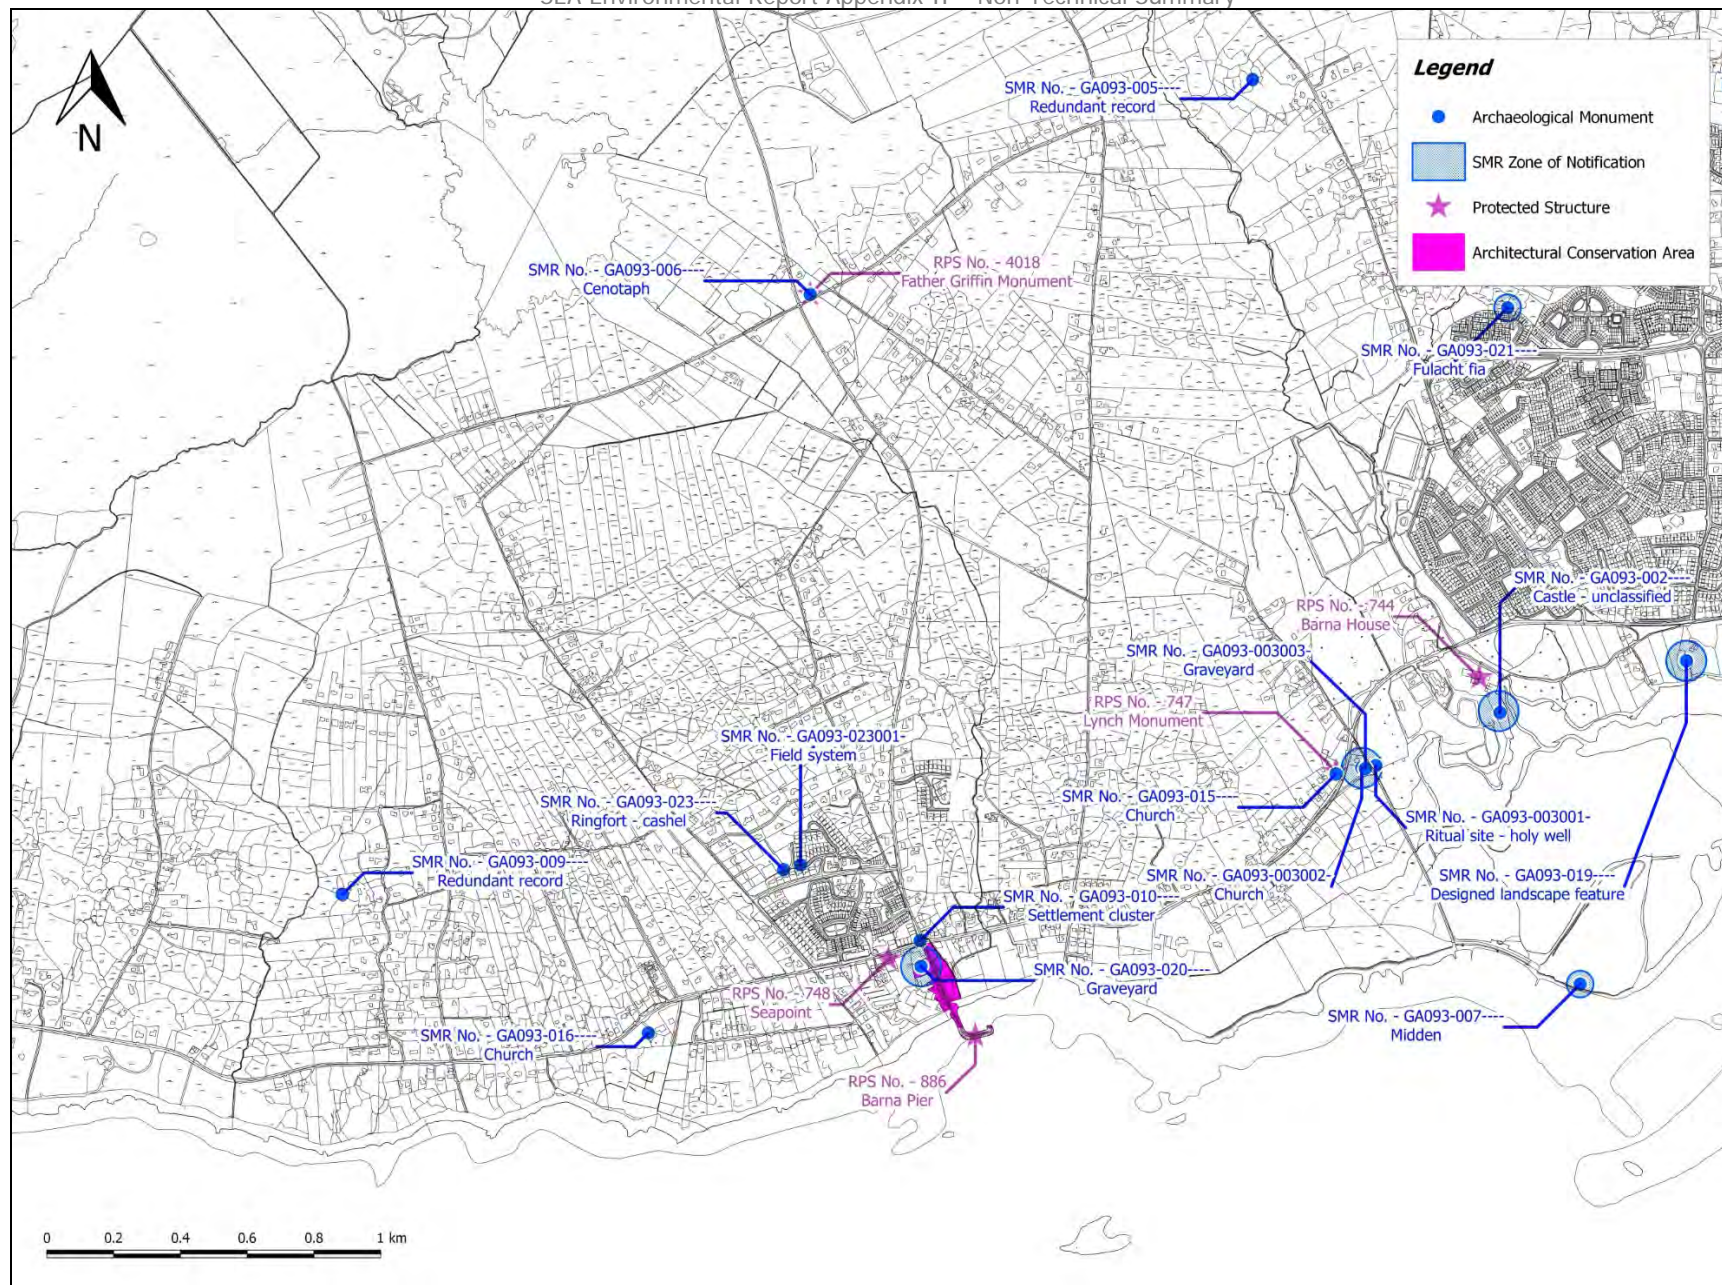 SEA Environmental Report Appendix II – Non-Technical Summary
N
Legend
Archaeological Monument
SMR Zone of Notification
Protected Structure
Architectural Conservation Area
SMR No. - GA093-005----
Redundant record
SMR No. - GA093-006----
Cenotaph
RPS No. - 4018
Father Griffin Monument
SMR No. - GA093-021----
Fulacht fia
SMR No. - GA093-002----
Castle - unclassified
RPS No. - 744
Barna House
SMR No. - GA093-003003-
Graveyard
RPS No. - 747
Lynch Monument
SMR No. - GA093-023001-
Field system
SMR No. - GA093-023----
Ringfort - cashel
SMR No. - GA093-015----
Church
SMR No. - GA093-003001-
Ritual site - holy well
SMR No. - GA093-009----
Redundant record
SMR No. - GA093-003002-
Church
SMR No. - GA093-019----
Designed landscape feature
SMR No. - GA093-010----
Settlement cluster
SMR No. - GA093-020----
Graveyard
RPS No. - 748
Seapoint
SMR No. - GA093-007----
Midden
SMR No. - GA093-016----
Church
RPS No. - 886
Barna Pier
0 0.2 0.4 0.6 0.8 1 km